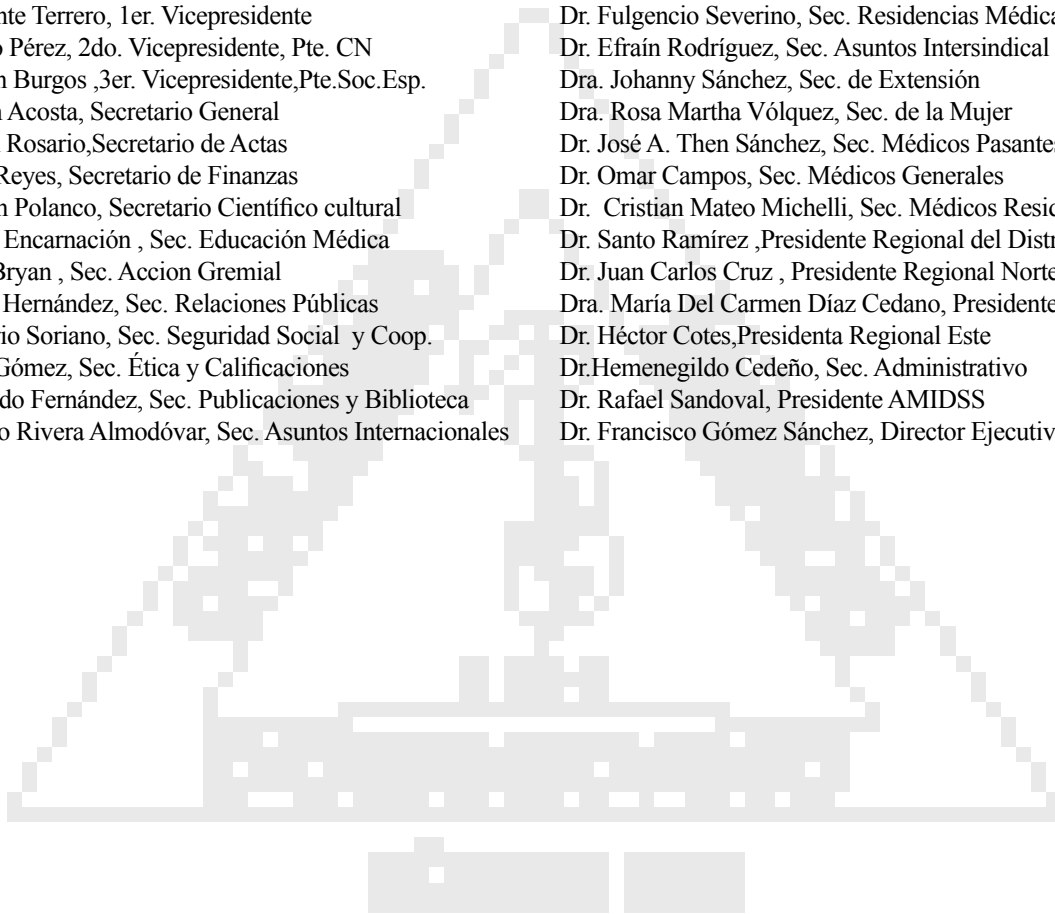 nte Terrero, 1er. Vicepresidente
o Pérez, 2do. Vicepresidente, Pte. CN
n Burgos ,3er. Vicepresidente,Pte.Soc.Esp.
n Acosta, Secretario General
Rosario,Secretario de Actas
Reyes, Secretario de Finanzas
n Polanco, Secretario Científico cultural
Encarnación , Sec. Educación Médica
Bryan , Sec. Accion Gremial
Hernández, Sec. Relaciones Públicas
io Soriano, Sec. Seguridad Social y Coop.
Gómez, Sec. Ética y Calificaciones
do Fernández, Sec. Publicaciones y Biblioteca
o Rivera Almodóvar, Sec. Asuntos Internacionales
Dr. Fulgencio Severino, Sec. Residencias Médica
Dr. Efraín Rodríguez, Sec. Asuntos Intersindical
Dra. Johanny Sánchez, Sec. de Extensión
Dra. Rosa Martha Vólquez, Sec. de la Mujer
Dr. José A. Then Sánchez, Sec. Médicos Pasantes
Dr. Omar Campos, Sec. Médicos Generales
Dr. Cristian Mateo Michelli, Sec. Médicos Resid
Dr. Santo Ramírez ,Presidente Regional del Distr
Dr. Juan Carlos Cruz , Presidente Regional Norte
Dra. María Del Carmen Díaz Cedano, Presidente
Dr. Héctor Cotes,Presidenta Regional Este
Dr.Hemenegildo Cedeño, Sec. Administrativo
Dr. Rafael Sandoval, Presidente AMIDSS
Dr. Francisco Gómez Sánchez, Director Ejecutiv